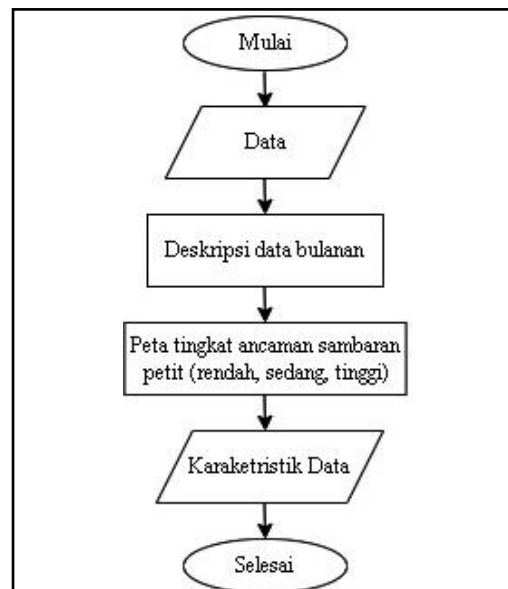 Mulai
Data
Deskripsi data bulanan
Peta tingkat ancaman sambaran
petit (rendah, sedang, tinggi)
Karaketristik Data
Selesai